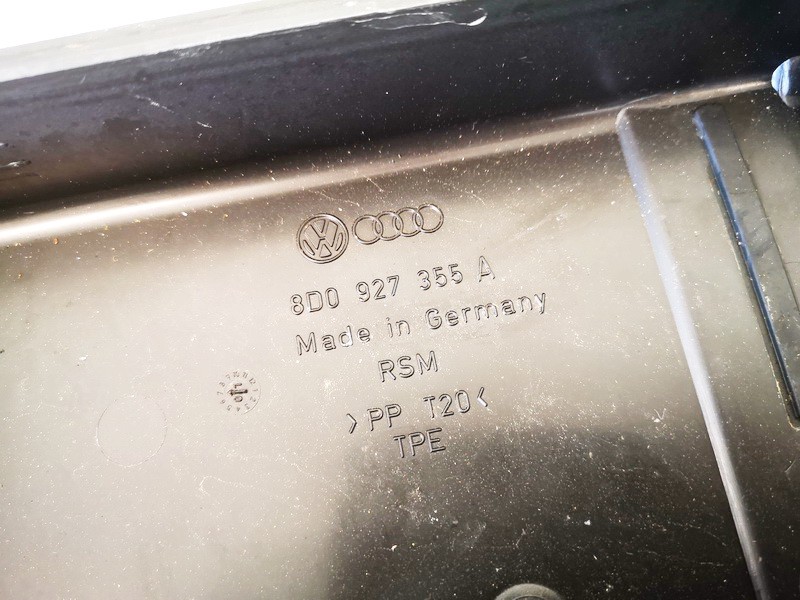 8D0 927 355 A
Made in Germany
RSM
>PP T20<
TPE